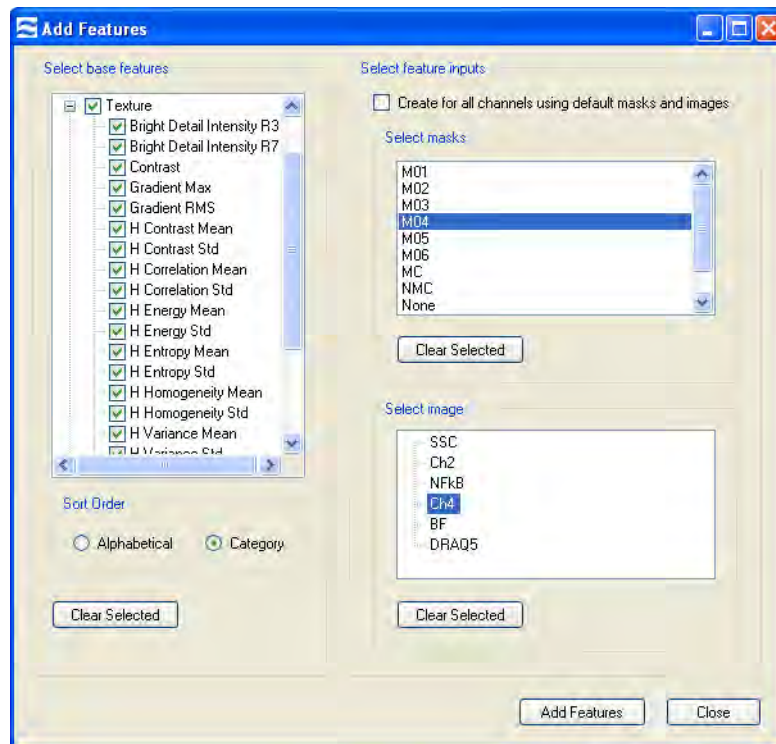 Add Features
Select base features
Texture
Bright Detail Intensity R3
Bright Detail Intensity R7
Contrast
Gradient Max
Gradient RMS
H Contrast Mean
H Contrast Std
H Correlation Mean
H Correlation Std
H Energy Mean
H Energy Std
H Entropy Mean
H Entropy Std
H Homogeneity Mean
H Homogeneity Std
H Variance Mean
H Variance Std
Sort Order
Alphabetical Category
Clear Selected
Select feature inputs
Create for all channels using default masks and images
Select masks
M01
M02
M03
M04
M05
M06
MC
NMC
None
Clear Selected
Select image
SSC
Ch2
NFkB
Ch4
BF
DRAQ5
Clear Selected
Add Features Close